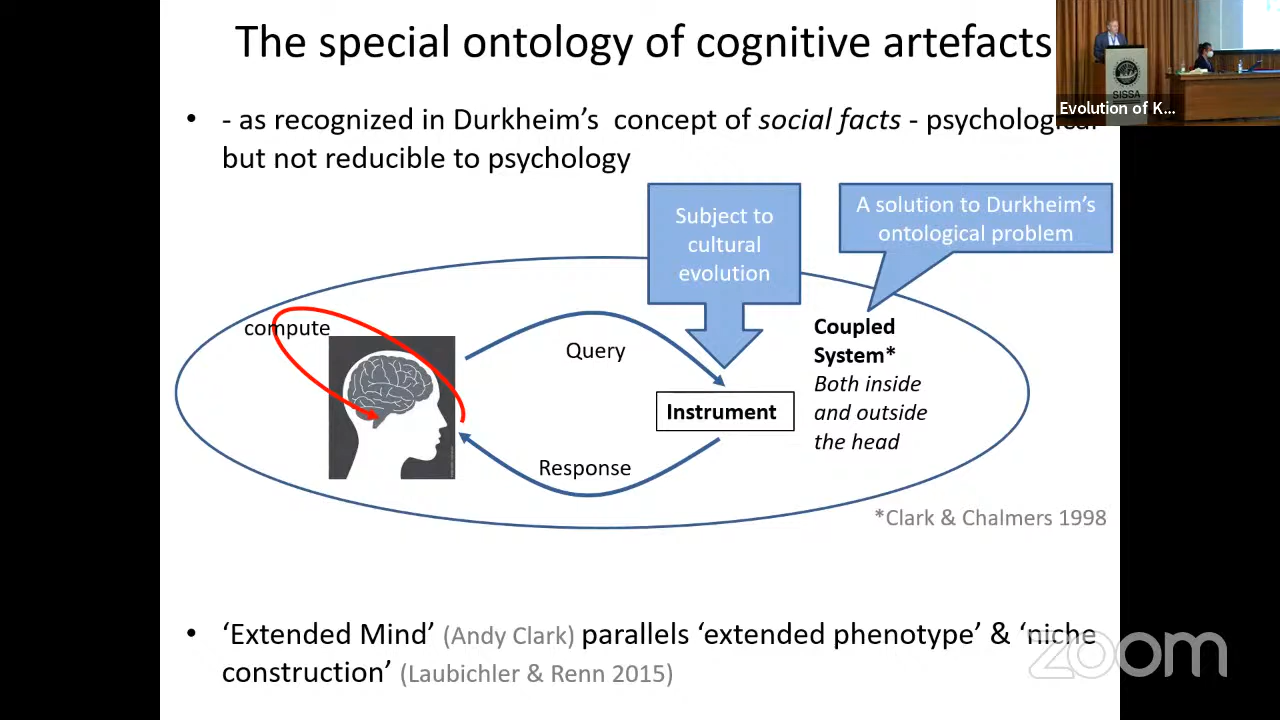 The special ontology of cognitive artefacts
• - as recognized in Durkheim’s concept of social facts - psychological
but not reducible to psychology
SISSA
Evolution of K...
Subject to
cultural
evolution
A solution to Durkheim’s
ontological problem
compute
Query
Instrument
Response
Coupled
System*
Both inside
and outside
the head
*Clark & Chalmers 1998
• ‘Extended Mind’ (Andy Clark) parallels ‘extended phenotype’ & ‘niche
construction’ (Laubichler & Renn 2015)
zoom